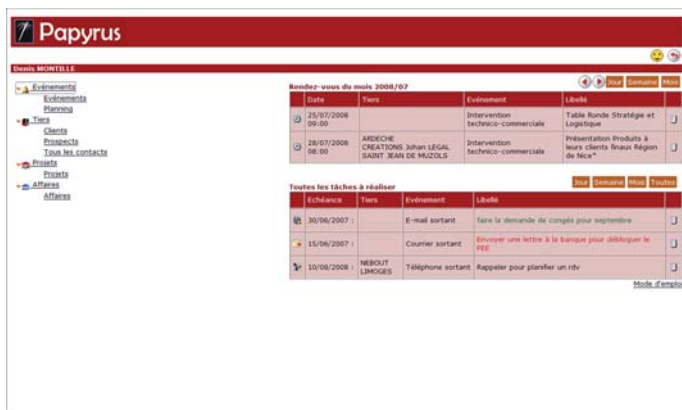 Papyrus
Denis MONTILLE
Evénements
Evénements
Planning
Tiers
Clients
Prospects
Tous les contacts
Projets
Projets
Affaires
Affaires
Rendez-vous du mois 2008/07
Jour Semaine Mois
Date Tiers Evénement Libellé
25/07/2008 Intervention Table Ronde Stratégie et
09:00 technico-commerciale Logistique
28/07/2008 ARDECHE Intervention Présentation Produits à
08:00 CREATIONS Johan LEGAL technico-commerciale leurs clients finaux Région
SAINT JEAN DE MUZOLS de Nice^
Toutes les tâches à réaliser
Jour Semaine Mois Toutes
Echéance Tiers Evénement Libellé
30/06/2007 : E-mail sortant faire la demande de congés pour septembre
15/06/2007 : Courrier sortant Envoyer une lettre à la banque pour débloquer le
PEE
10/08/2008 : NEBOUT Téléphone sortant Rappeler pour planifier un rdv
LIMOGES
Mode d'emploi